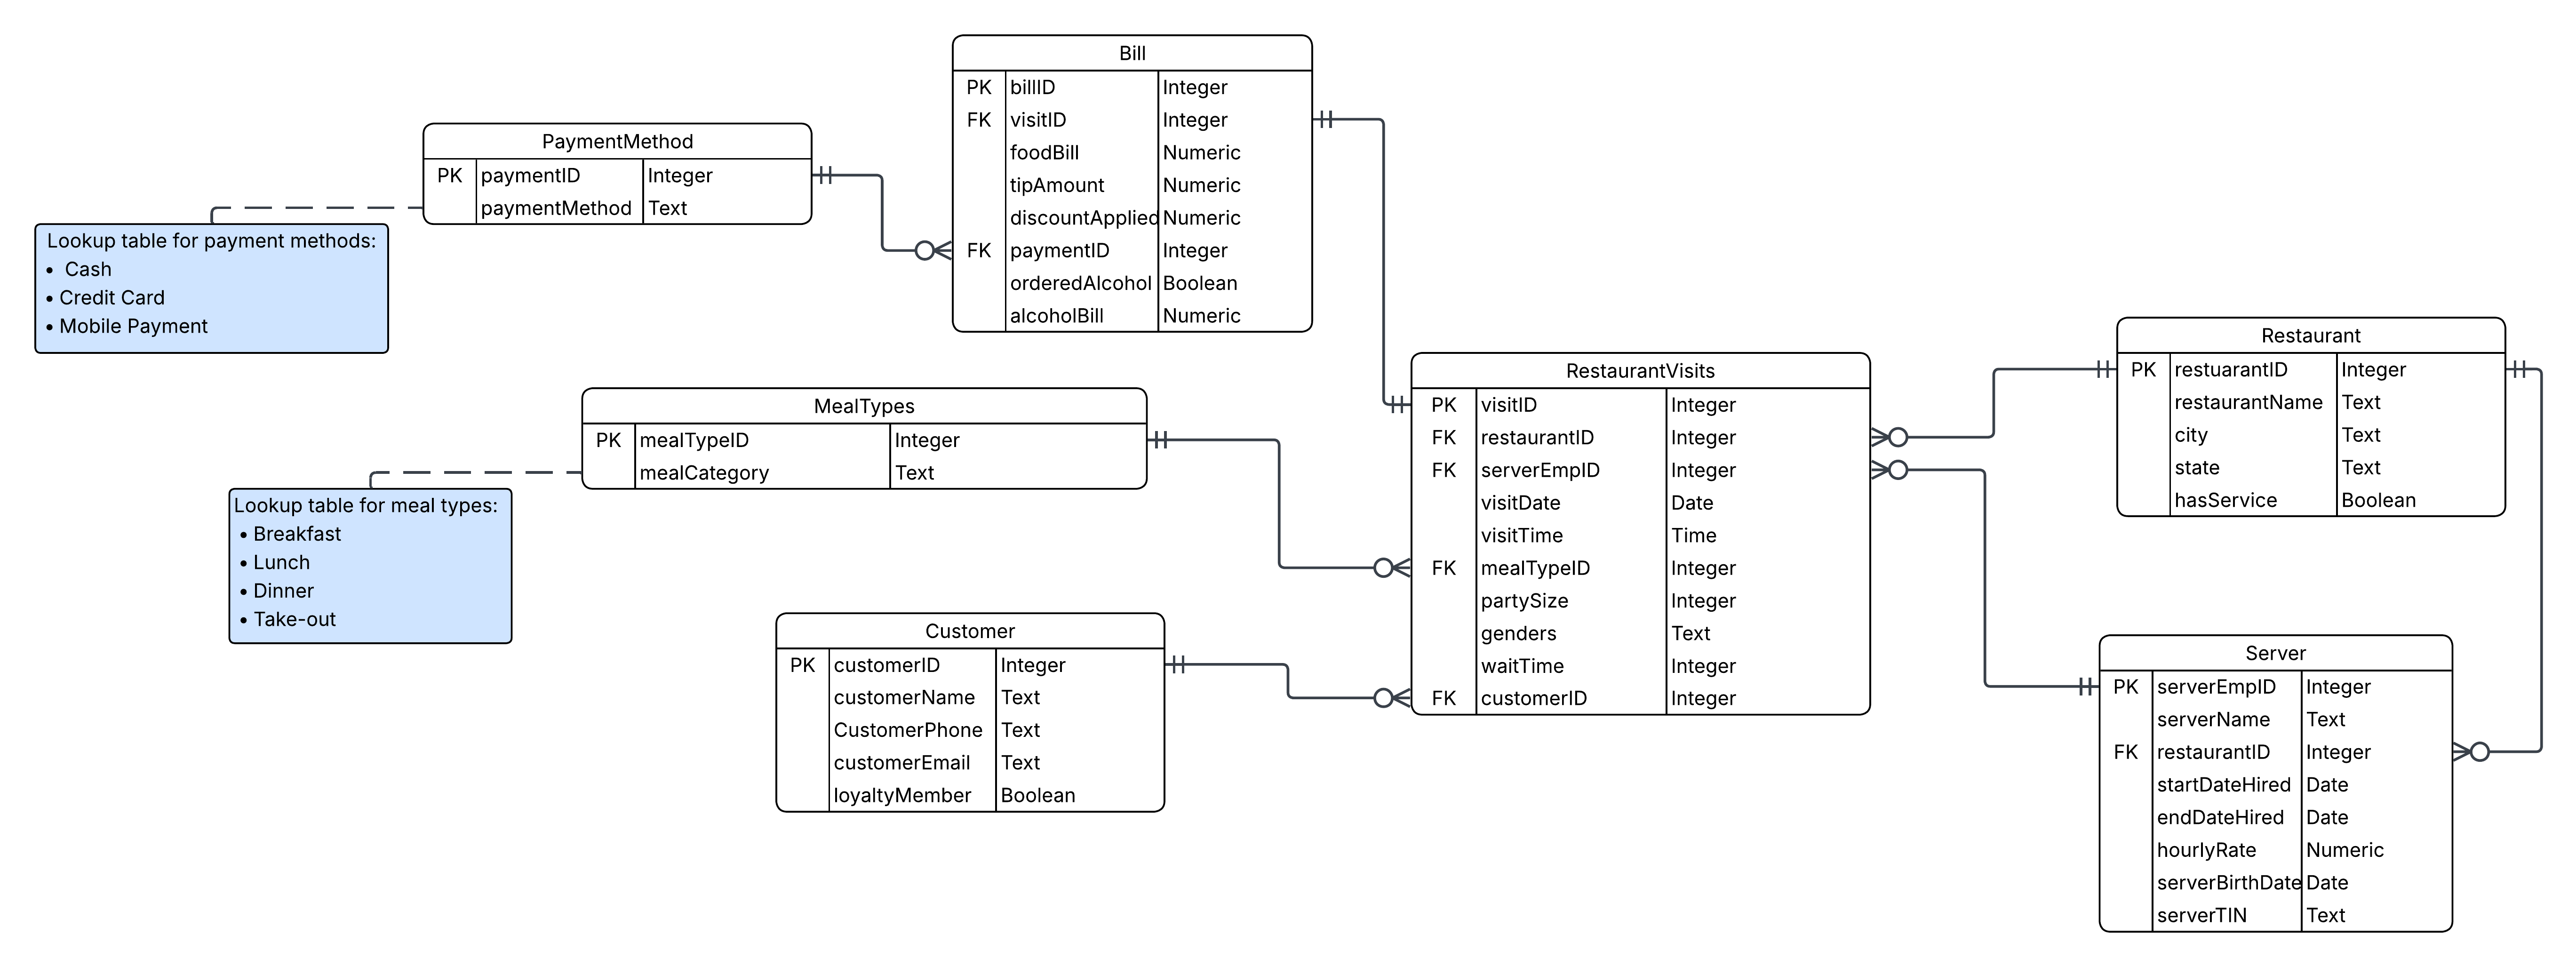 Bill
PK billID Integer
FK visitID Integer
foodBill Numeric
tipAmount Numeric
discountApplied Numeric
FK paymentID Integer
orderedAlcohol Boolean
alcoholBill Numeric
PaymentMethod
PK paymentID Integer
paymentMethod Text
Lookup table for payment methods:
• Cash
• Credit Card
• Mobile Payment
MealTypes
PK mealTypeID Integer
mealCategory Text
Lookup table for meal types:
• Breakfast
• Lunch
• Dinner
• Take-out
Customer
PK customerID Integer
customerName Text
CustomerPhone Text
customerEmail Text
loyaltyMember Boolean
RestaurantVisits
PK visitID Integer
FK restaurantID Integer
FK serverEmpID Integer
visitDate Date
visitTime Time
FK mealTypeID Integer
partySize Integer
genders Text
waitTime Integer
FK customerID Integer
Restaurant
PK restuarantID Integer
restaurantName Text
city Text
state Text
hasService Boolean
Server
PK serverEmpID Integer
serverName Text
FK restaurantID Integer
startDateHired Date
endDateHired Date
hourlyRate Numeric
serverBirthDate Date
serverTIN Text